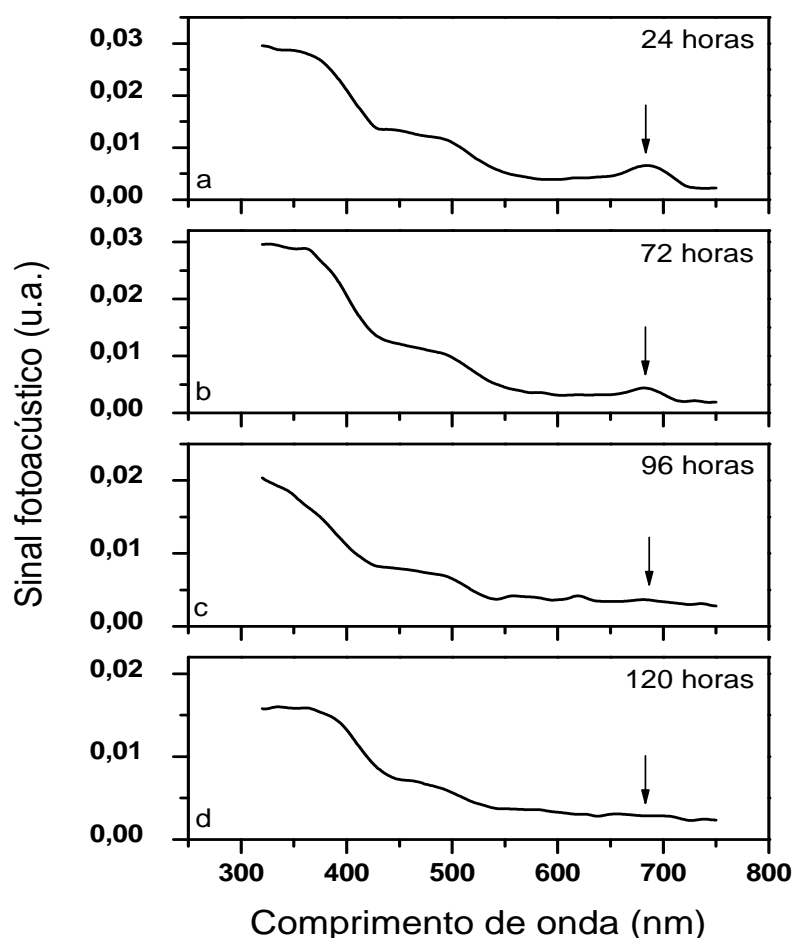 Sinal fotoacústico (u.a.)
0,03
0,02
0,01
0,00
24 horas
a
0,03
0,02
0,01
0,00
72 horas
b
0,02
0,01
0,00
96 horas
c
0,02
0,01
0,00
120 horas
d
300 400 500 600 700 800
Comprimento de onda (nm)